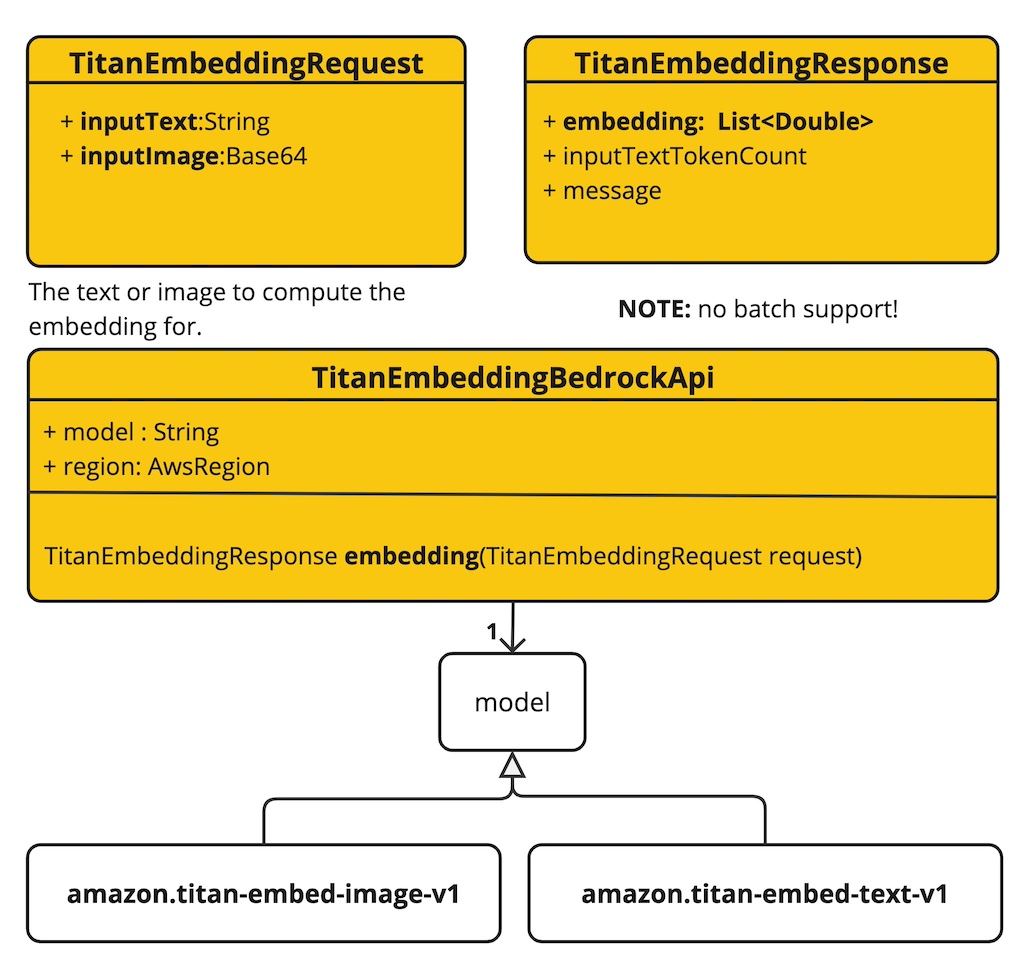 TitanEmbeddingRequest
+ inputText:String
+ inputImage:Base64
The text or image to compute the
embedding for.
TitanEmbeddingResponse
+ embedding: List<Double>
+ inputTextTokenCount
+ message
NOTE: no batch support!
TitanEmbeddingBedrockApi
+ model : String
+ region: AwsRegion
TitanEmbeddingResponse embedding(TitanEmbeddingRequest request)
1
model
amazon.titan-embed-image-v1
amazon.titan-embed-text-v1